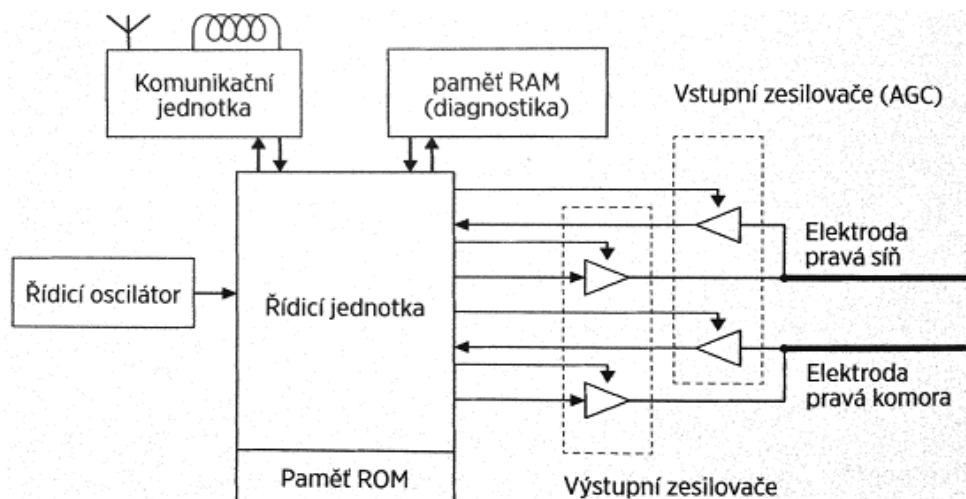 Komunikační
jednotka
paměť RAM
(diagnostika)
Vstupní zesilovače (AGC)
Elektroda
pravá síň
Řídicí oscilátor
Řídicí jednotka
Elektroda
pravá komora
Paměť ROM
Výstupní zesilovače